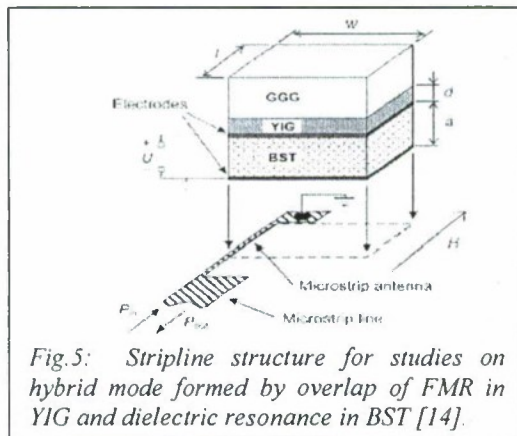 W
l
GGG
d
Electrodes
YIG
a
BST
U
H
Microstrip antenna
P
Microstrip line
Fig.5: Stripline structure for studies on
hybrid mode formed by overlap of FMR in
YIG and dielectric resonance in BST [14].